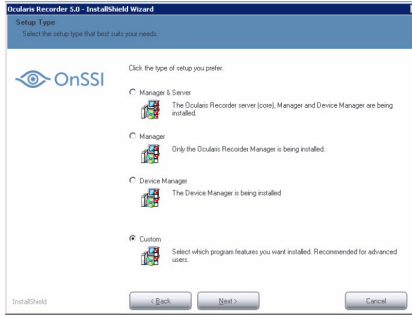 Ocularis Recorder 5.0 - InstallShield Wizard
Setup Type
Select the setup type that best suits your needs.
OnSSI
Click the type of setup you prefer.
Manager & Server
The Ocularis Recorder server (core), Manager and Device Manager are being
installed.
Manager
Only the Ocularis Recorder Manager is being installed.
Device Manager
The Device Manager is being installed
Custom
Select which program features you want installed. Recommended for advanced
users.
InstallShield
< Back
Next >
Cancel